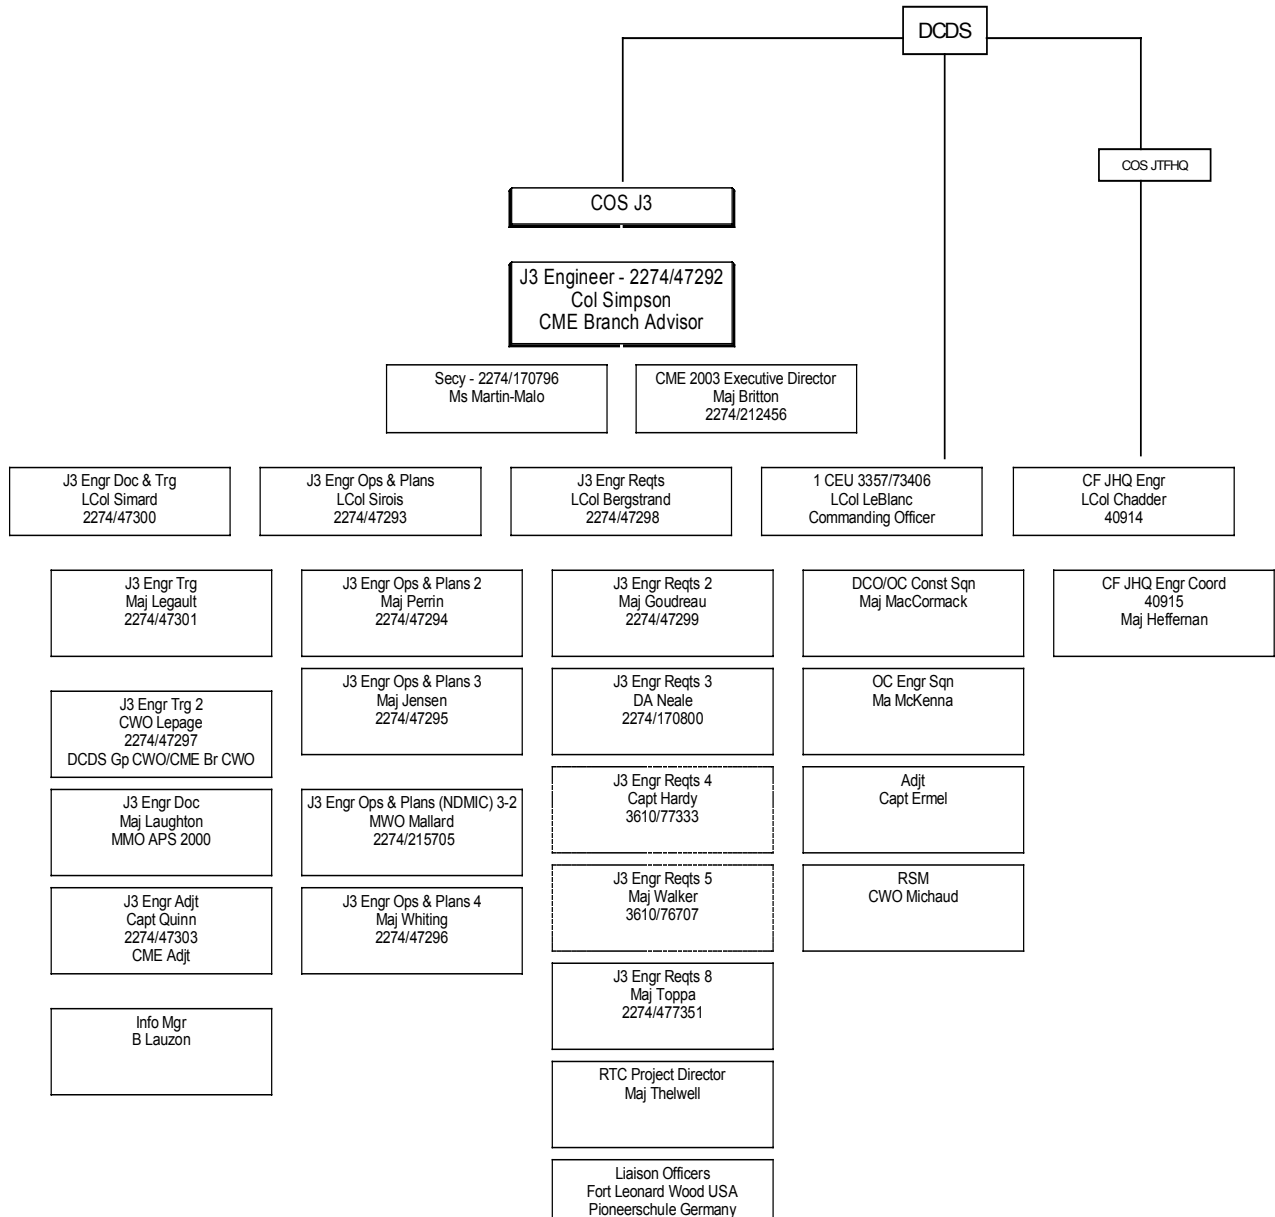 DCDS
COS JTFHQ
COS J3
J3 Engineer - 2274/47292
Col Simpson
CME Branch Advisor
Secy - 2274/170796
Ms Martin-Malo
CME 2003 Executive Director
Maj Britton
2274/212456
J3 Engr Doc & Trg
LCol Simard
2274/47300
J3 Engr Ops & Plans
LCol Sirois
2274/47293
J3 Engr Reqts
LCol Bergstrand
2274/47298
1 CEU 3357/73406
LCol LeBlanc
Commanding Officer
CF JHQ Engr
LCol Chadder
40914
J3 Engr Trg
Maj Legault
2274/47301
J3 Engr Trg 2
CWO Lepage
2274/47297
DCDS Gp CWO/CME Br CWO
J3 Engr Doc
Maj Laughton
MMO APS 2000
J3 Engr Adjt
Capt Quinn
2274/47303
CME Adjt
Info Mgr
B Lauzon
J3 Engr Ops & Plans 2
Maj Perrin
2274/47294
J3 Engr Ops & Plans 3
Maj Jensen
2274/47295
J3 Engr Ops & Plans (NDMIC) 3-2
MWO Mallard
2274/215705
J3 Engr Ops & Plans 4
Maj Whiting
2274/47296
J3 Engr Reqts 2
Maj Goudreau
2274/47299
J3 Engr Reqts 3
DA Neale
2274/170800
J3 Engr Reqts 4
Capt Hardy
3610/77333
J3 Engr Reqts 5
Maj Walker
3610/76707
J3 Engr Reqts 8
Maj Toppa
2274/477351
RTC Project Director
Maj Thelwell
Liaison Officers
Fort Leonard Wood USA
Pioneerschule Germany
DCO/OC Const Sqn
Maj MacCormack
OC Engr Sqn
Ma McKenna
Adjt
Capt Ermel
RSM
CWO Michaud
CF JHQ Engr Coord
40915
Maj Heffernan